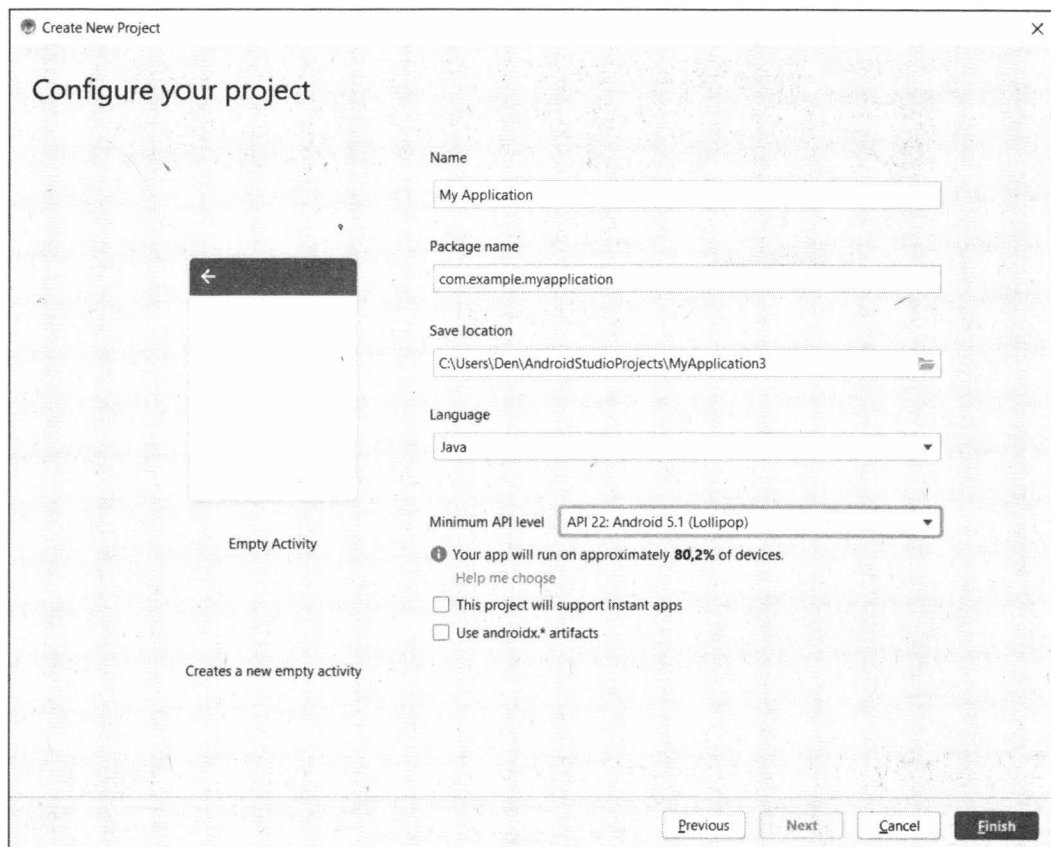 Create New Project
Configure your project
Name
My Application
Package name
com.example.myapplication
Save location
C:\Users\Den\AndroidStudioProjects\MyApplication3
Language
Java
Minimum API level API 22: Android 5.1 (Lollipop)
Empty Activity
Your app will run on approximately 80,2% of devices.
Help me choose
This project will support instant apps
Use androidx.* artifacts
Creates a new empty activity
Previous Next Cancel Finish